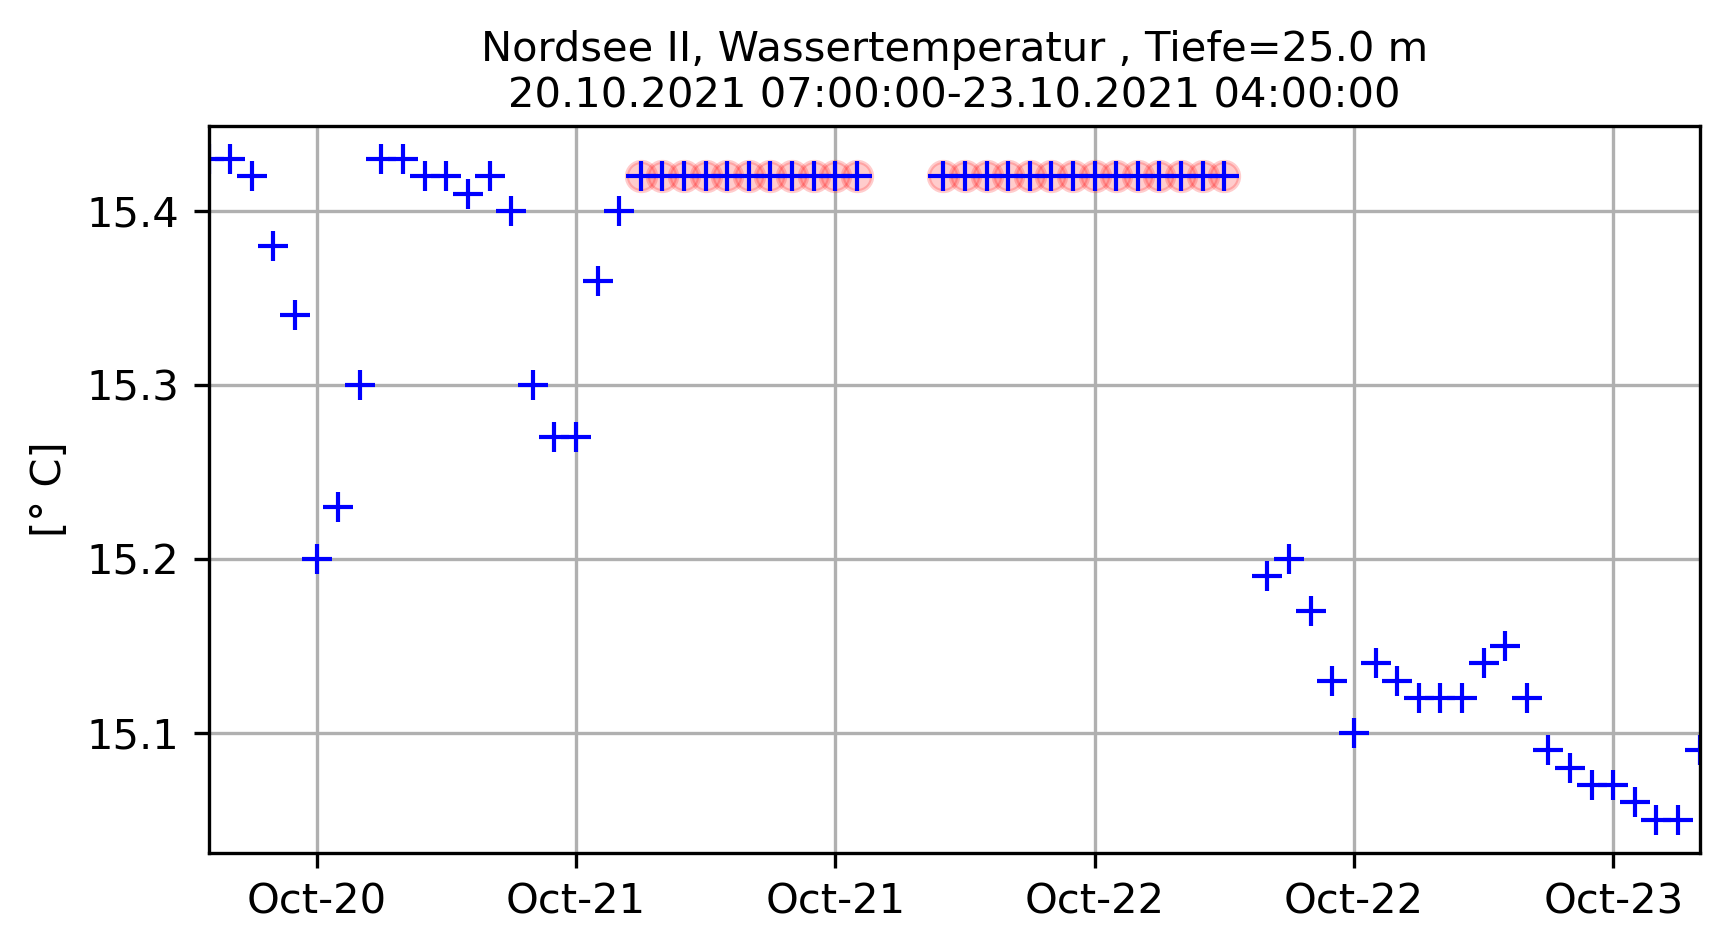 Nordsee II, Wassertemperatur , Tiefe=25.0 m
20.10.2021 07:00:00-23.10.2021 04:00:00
15.4
15.3
15.2
15.1
[° C]
Oct-20 Oct-21 Oct-21 Oct-22 Oct-22 Oct-23